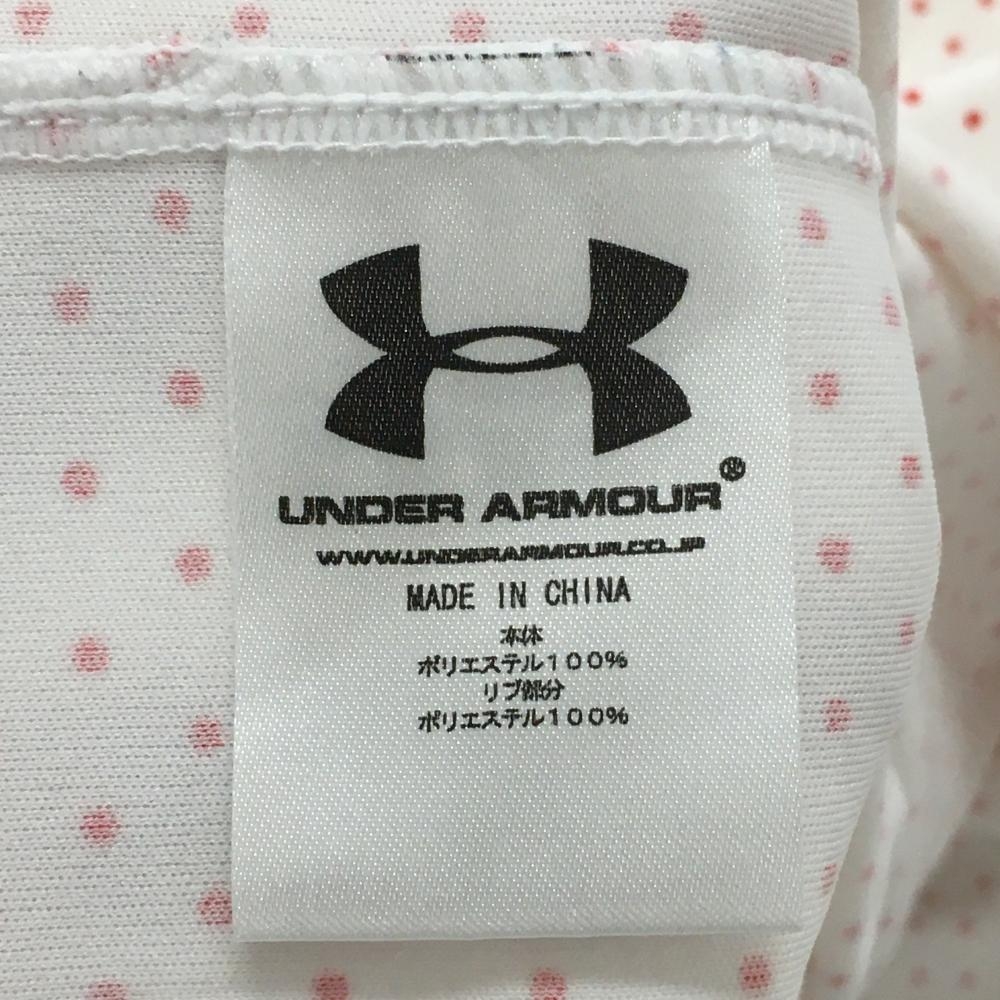 UNDER ARMOUR®
WWW.UNDERARMOUR.CO.JP
MADE IN CHINA
本体
ポリエステル100%
リブ部分
ポリエステル100%